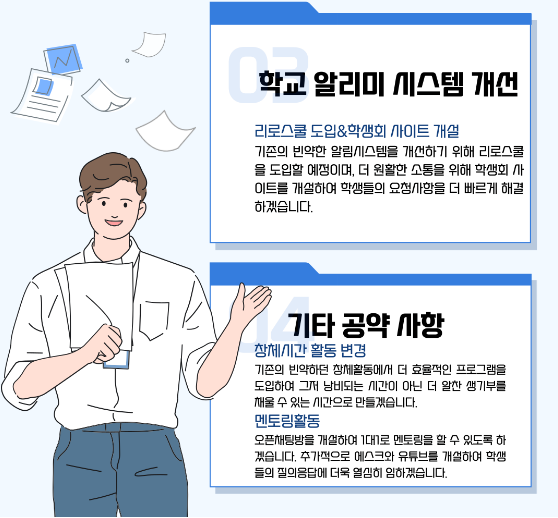 03
학교 알리미 시스템 개선
리로스쿨 도입&학생회 사이트 개설
기존의 빈약한 알림시스템을 개선하기 위해 리로스쿨
을 도입할 예정이며, 더 원활한 소통을 위해 학생회 사
이트를 개설하여 학생들의 요청사항을 더 빠르게 해결
하겠습니다.
04
기타 공약 사항
창체시간 활동 변경
기존의 빈약하던 창체활동에서 더 효율적인 프로그램을
도입하여 그저 낭비되는 시간이 아닌 더 알찬 생기부를
채울 수 있는 시간으로 만들겠습니다.
멘토링활동
오픈채팅방을 개설하여 1대1로 멘토링을 할 수 있도록 하
겠습니다. 추가적으로 에스크와 유튜브를 개설하여 학생
들의 질의응답에 더욱 열심히 임하겠습니다.